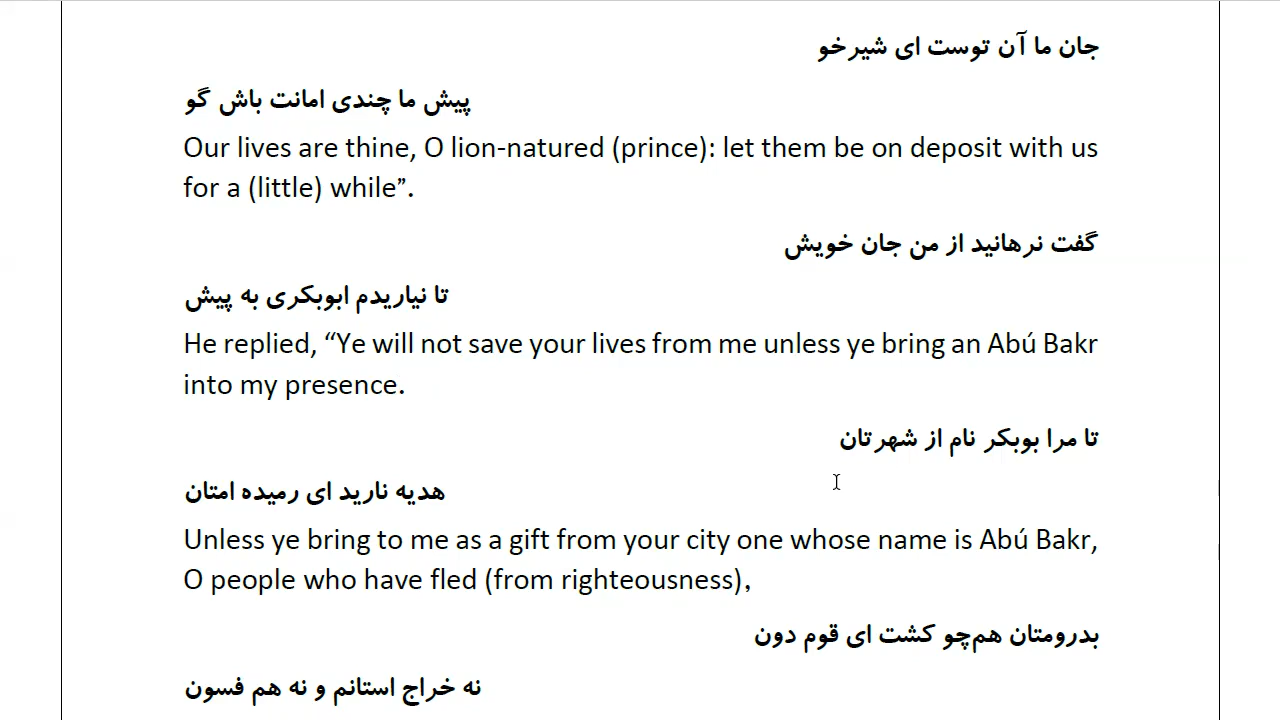 جان ما آن توست ای شیرخو
پیش ما چندی امانت باش گو
Our lives are thine, O lion-natured (prince): let them be on deposit with us
for a (little) while”.
گفت نرهانید از من جان خویش
تا نیاریدم ابوبکری به پیش
He replied, “Ye will not save your lives from me unless ye bring an Abú Bakr
into my presence.
تا مرا بوبکر نام از شهرتان
هدیه نارید ای رمیده امتان
Unless ye bring to me as a gift from your city one whose name is Abú Bakr,
O people who have fled (from righteousness),
بدرومتان هم‌چو کشت ای قوم دون
نه خراج استانم و نه هم فسون